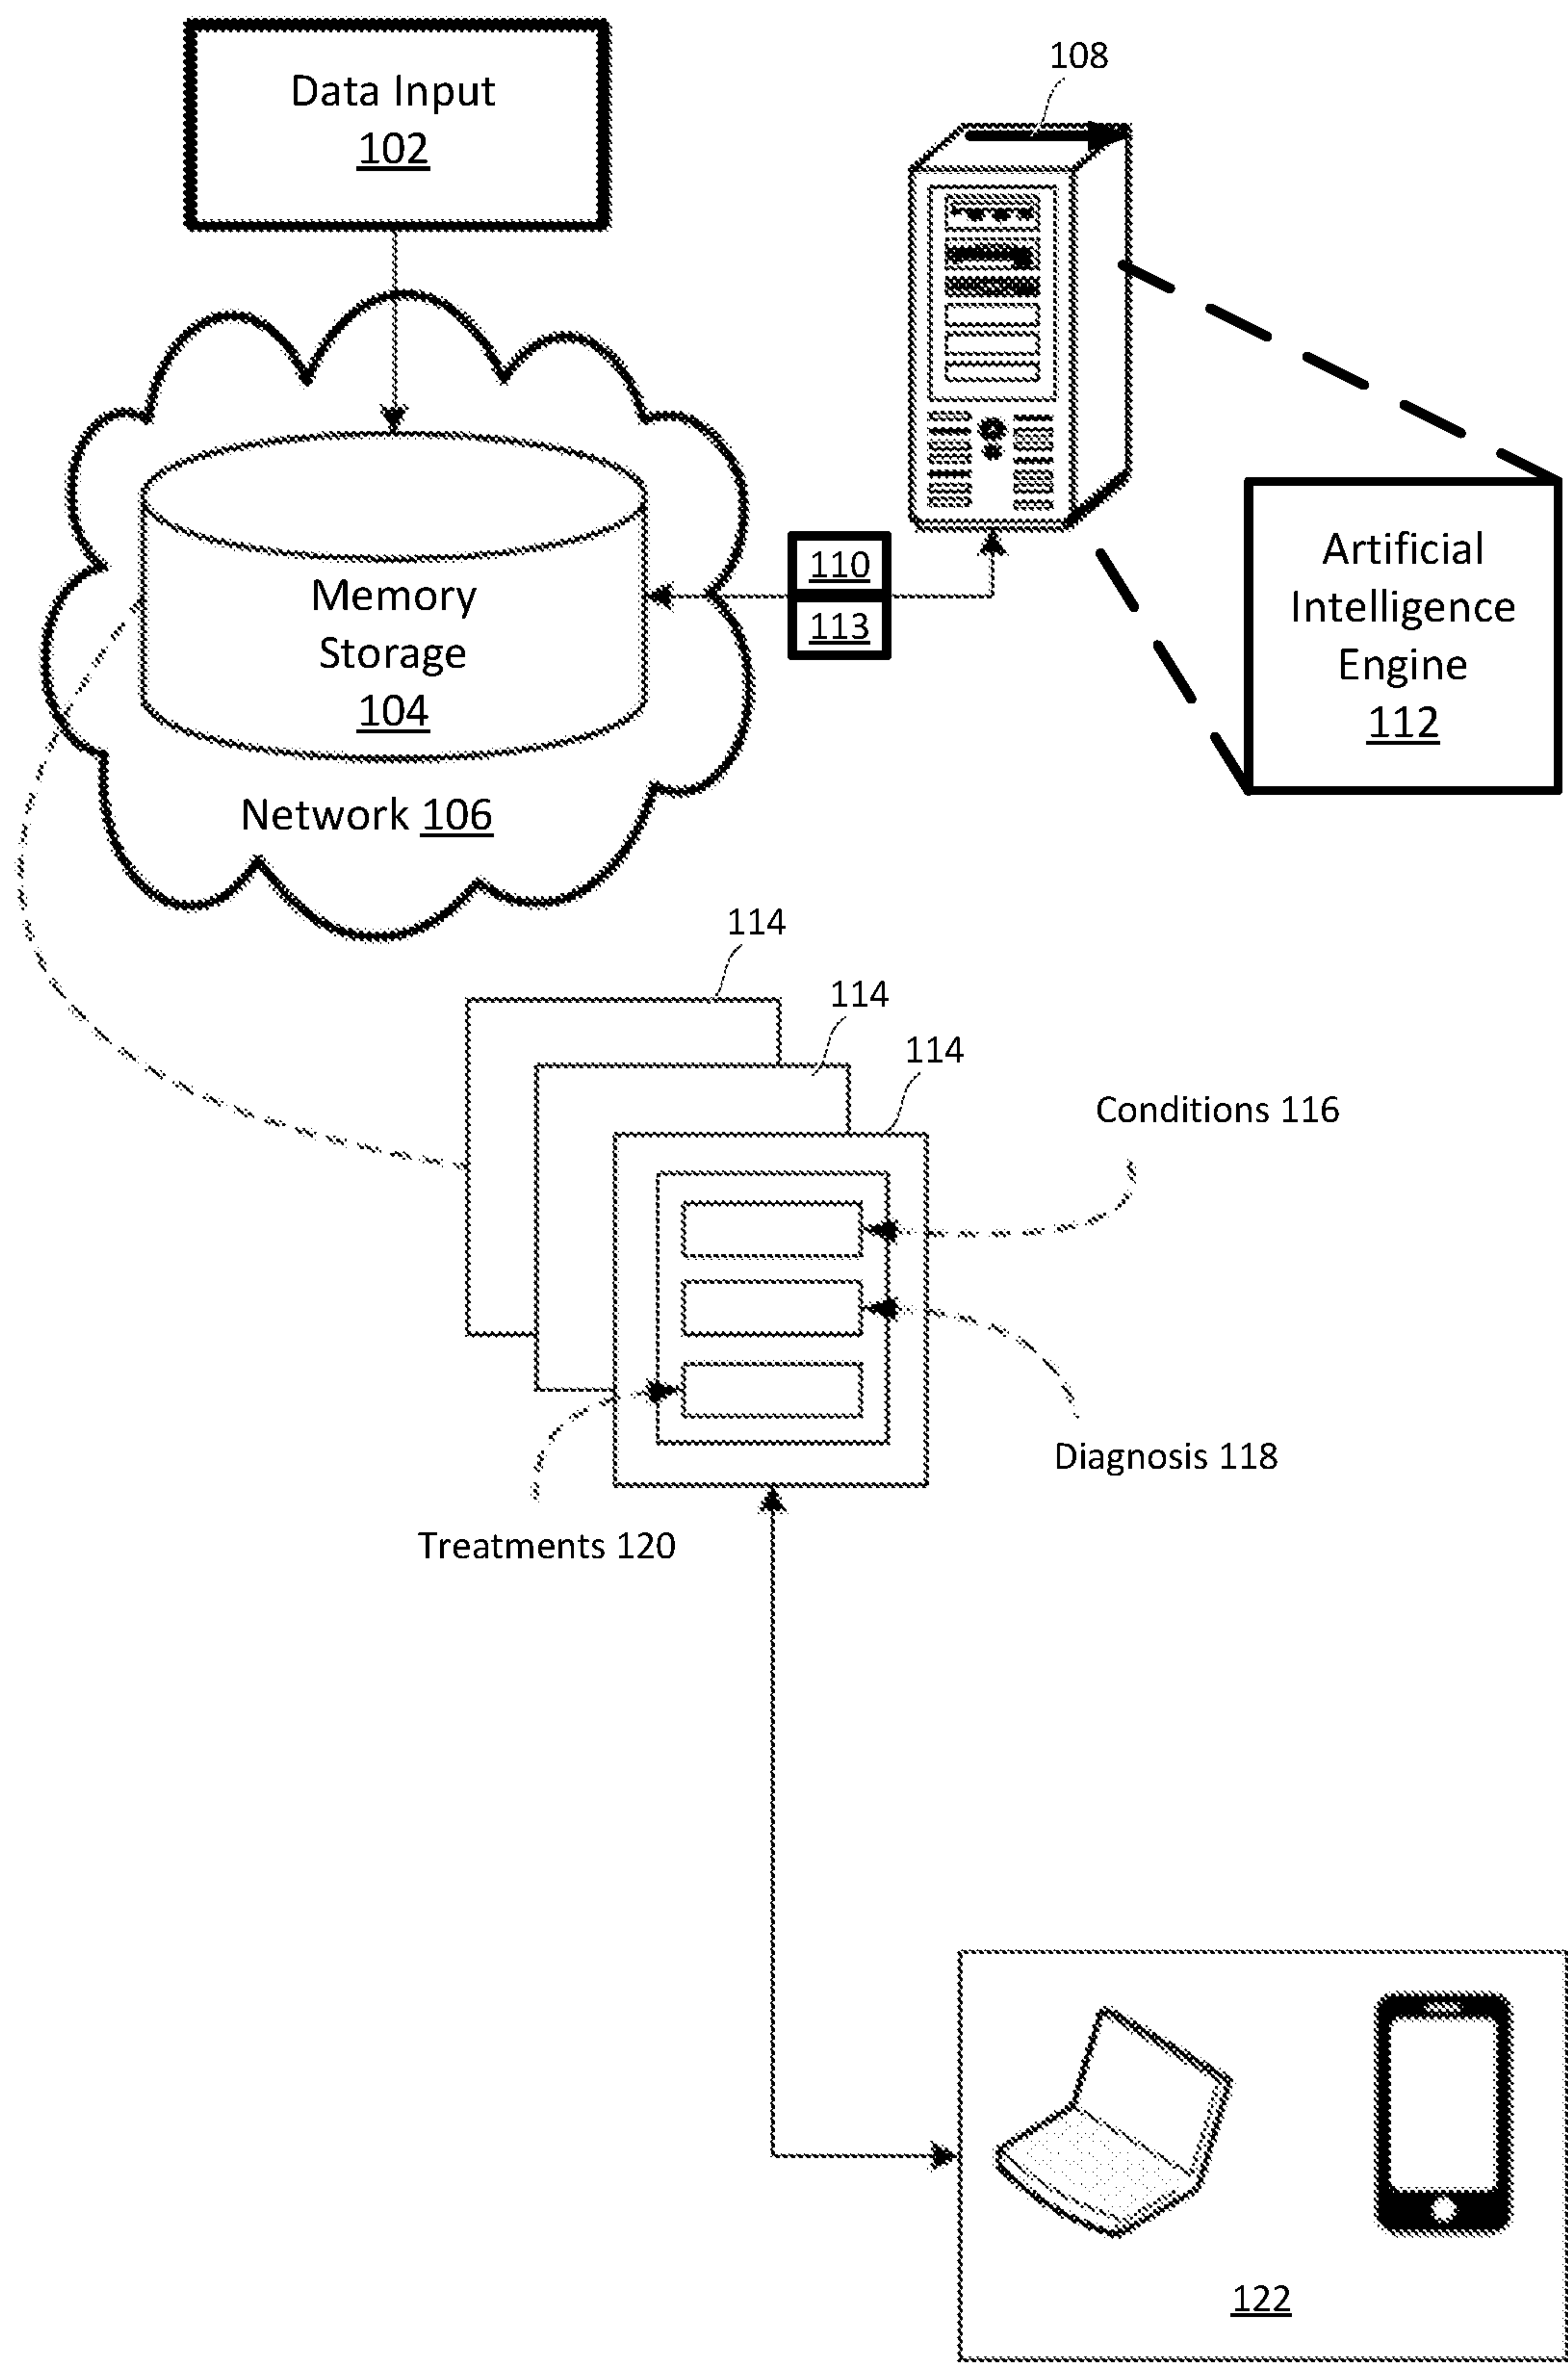 Data Input
102
108
110
113
Memory
Storage
104
Network 106
Artificial
Intelligence
Engine
112
114
114
114
Conditions 116
Diagnosis 118
Treatments 120
122